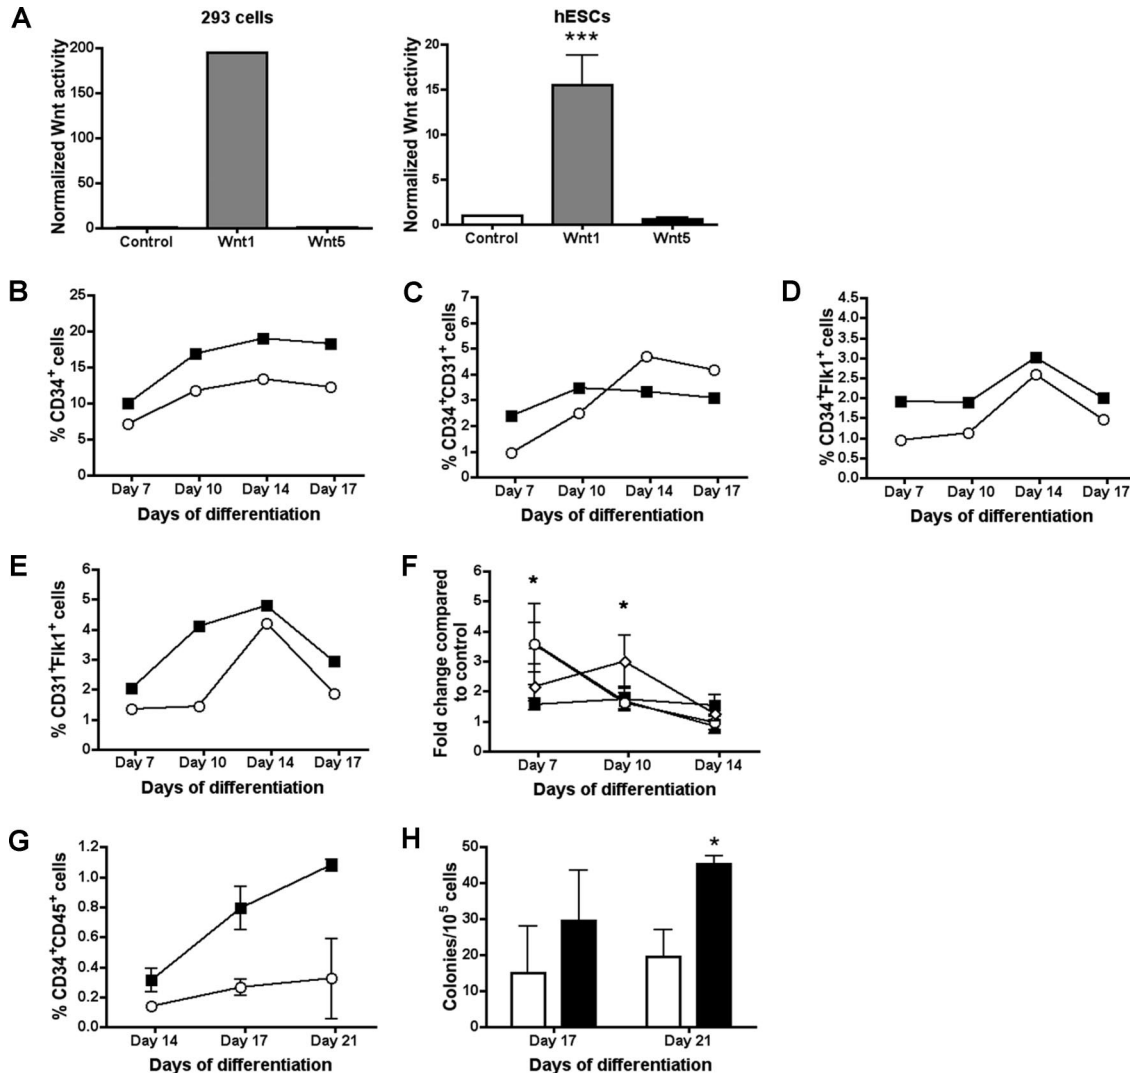 A
293 cells
Normalized Wnt activity
200
150
100
50
0
Control
Wnt1
Wnt5
hESCs
***
Normalized Wnt activity
20
15
10
5
0
Control
Wnt1
Wnt5
B
% CD34+ cells
25
20
15
10
5
0
Day 7
Day 10
Day 14
Day 17
Days of differentiation
C
% CD34+CD31+ cells
7
6
5
4
3
2
1
0
Day 7
Day 10
Day 14
Day 17
Days of differentiation
D
% CD34+Flk1+ cells
4.5
4.0
3.5
3.0
2.5
2.0
1.5
1.0
0.5
0.0
Day 7
Day 10
Day 14
Day 17
Days of differentiation
E
% CD31+Flk1+ cells
6
5
4
3
2
1
0
Day 7
Day 10
Day 14
Day 17
Days of differentiation
F
Fold change compared
to control
6
5
4
3
2
1
0
*
*
Day 7
Day 10
Day 14
Days of differentiation
G
% CD34+CD45+ cells
1.2
1.0
0.8
0.6
0.4
0.2
0.0
Day 14
Day 17
Day 21
Days of differentiation
H
Colonies/10⁵ cells
50
40
30
20
10
0
*
Day 17
Day 21
Days of differentiation